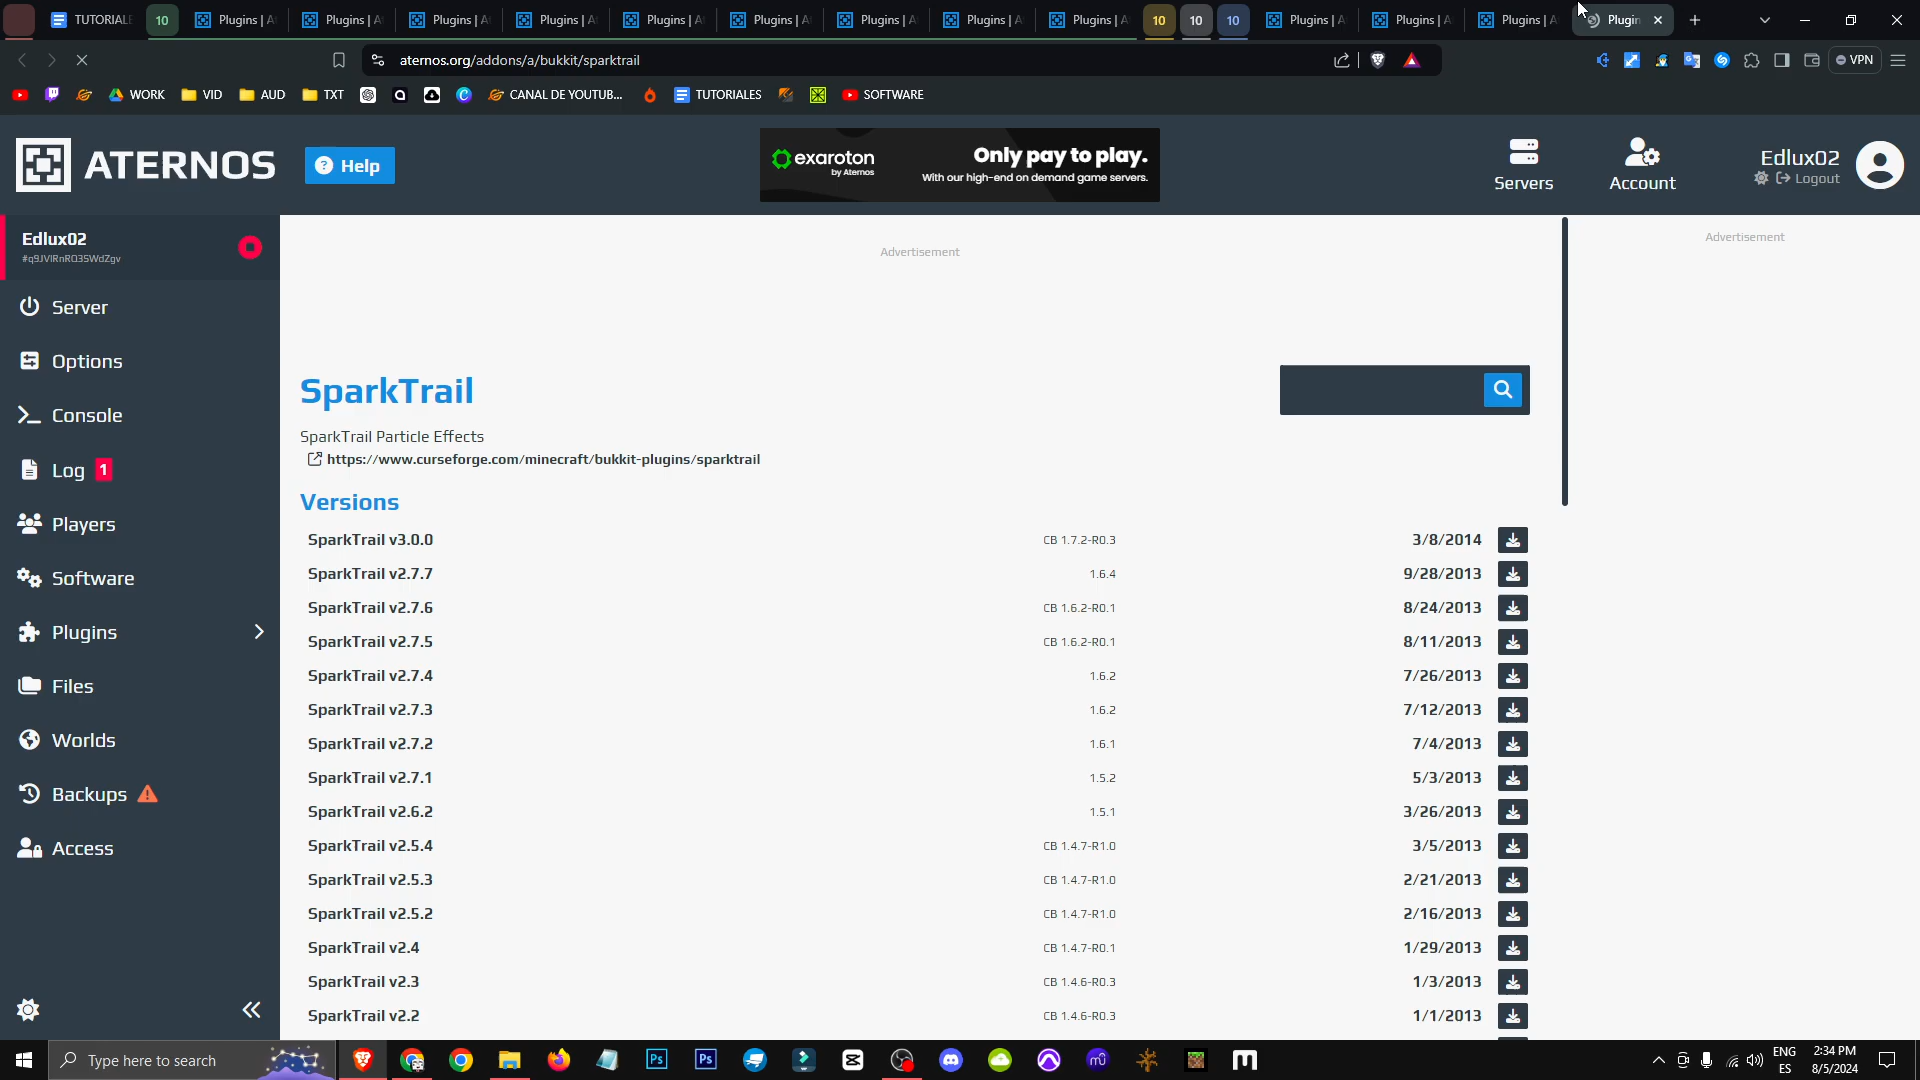 TUTORIALE
10
Plugins | A
Plugins | A
Plugins | A
Plugins | A
Plugins | A
Plugins | A
Plugins | A
Plugins | A
Plugins | A
10
10
10
Plugins | A
Plugins | A
Plugins | A
Plugin
aternos.org/addons/a/bukkit/sparktrail
VPN
WORK
VID
AUD
TXT
CANAL DE YOUTUB...
TUTORIALES
SOFTWARE
ATERNOS
Help
exaroton
by Aternos
Only pay to play.
With our high-end on demand game servers.
Servers
Account
Edlux02
Logout
Edlux02
Server
Options
Console
Log 1
Players
Software
Plugins
Files
Worlds
Backups
Access
Advertisement
Advertisement
SparkTrail
SparkTrail Particle Effects
https://www.curseforge.com/minecraft/bukkit-plugins/sparktrail
Versions
SparkTrail v3.0.0 CB 1.7.2-R0.3 3/8/2014
SparkTrail v2.7.7 1.6.4 9/28/2013
SparkTrail v2.7.6 CB 1.6.2-R0.1 8/24/2013
SparkTrail v2.7.5 CB 1.6.2-R0.1 8/11/2013
SparkTrail v2.7.4 1.6.2 7/26/2013
SparkTrail v2.7.3 1.6.2 7/12/2013
SparkTrail v2.7.2 1.6.1 7/4/2013
SparkTrail v2.7.1 1.5.2 5/3/2013
SparkTrail v2.6.2 1.5.1 3/26/2013
SparkTrail v2.5.4 CB 1.4.7-R1.0 3/5/2013
SparkTrail v2.5.3 CB 1.4.7-R1.0 2/21/2013
SparkTrail v2.5.2 CB 1.4.7-R1.0 2/16/2013
SparkTrail v2.4 CB 1.4.7-R0.1 1/29/2013
SparkTrail v2.3 CB 1.4.6-R0.3 1/3/2013
SparkTrail v2.2 CB 1.4.6-R0.3 1/1/2013
Type here to search
ENG
ES
2:34 PM
8/5/2024